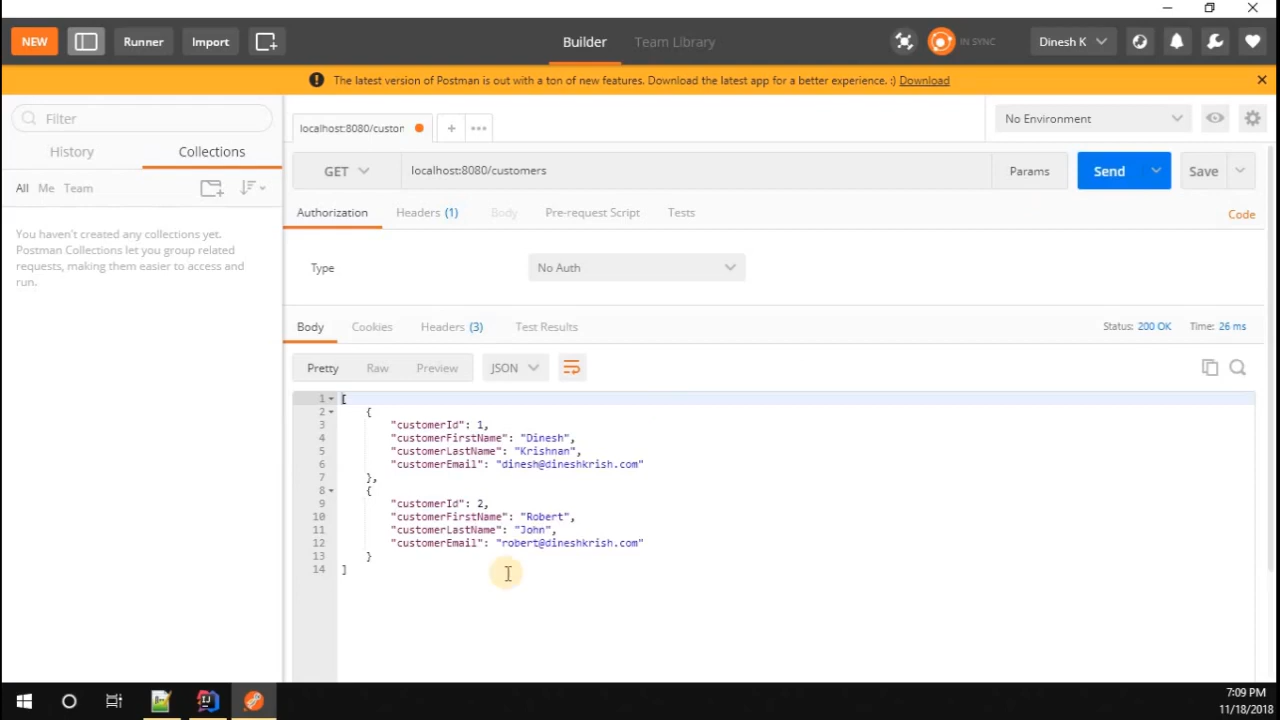 NEW Runner Import Builder Team Library IN SYNC Dinesh K
The latest version of Postman is out with a ton of new features. Download the latest app for a better experience. :) Download
Filter
History Collections
All Me Team
You haven't created any collections yet.
Postman Collections let you group related
requests, making them easier to access and
run.
localhost:8080/custor + ••• No Environment
GET localhost:8080/customers Params Send Save
Authorization Headers (1) Body Pre-request Script Tests Code
Type No Auth
Body Cookies Headers (3) Test Results Status: 200 OK Time: 26 ms
Pretty Raw Preview JSON
1 [
2 {
3 "customerId": 1,
4 "customerFirstName": "Dinesh",
5 "customerLastName": "Krishnan",
6 "customerEmail": "dinesh@dineshkrish.com"
7 },
8 {
9 "customerId": 2,
10 "customerFirstName": "Robert",
11 "customerLastName": "John",
12 "customerEmail": "robert@dineshkrish.com"
13 }
14 ]
7:09 PM
11/18/2018